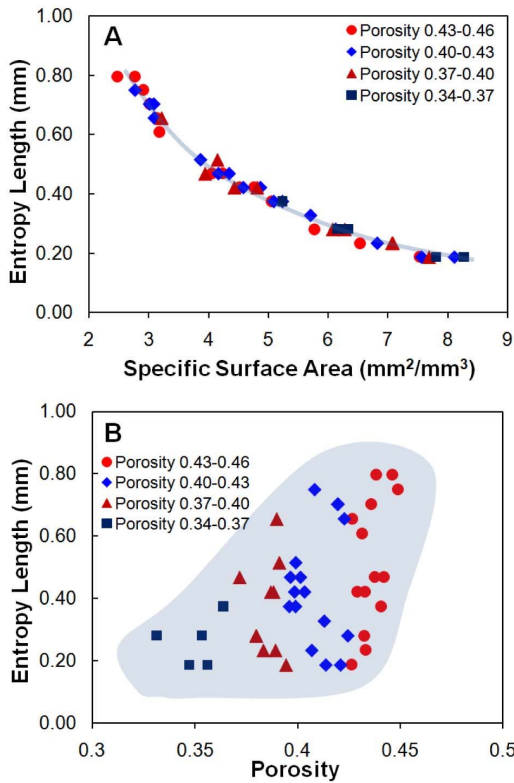 A
Porosity 0.43-0.46
Porosity 0.40-0.43
Porosity 0.37-0.40
Porosity 0.34-0.37
1.00
0.80
0.60
0.40
0.20
0.00
Entropy Length (mm)
2 3 4 5 6 7 8 9
Specific Surface Area (mm²/mm³)
B
Porosity 0.43-0.46
Porosity 0.40-0.43
Porosity 0.37-0.40
Porosity 0.34-0.37
1.00
0.80
0.60
0.40
0.20
0.00
Entropy Length (mm)
0.3 0.35 0.4 0.45 0.5
Porosity